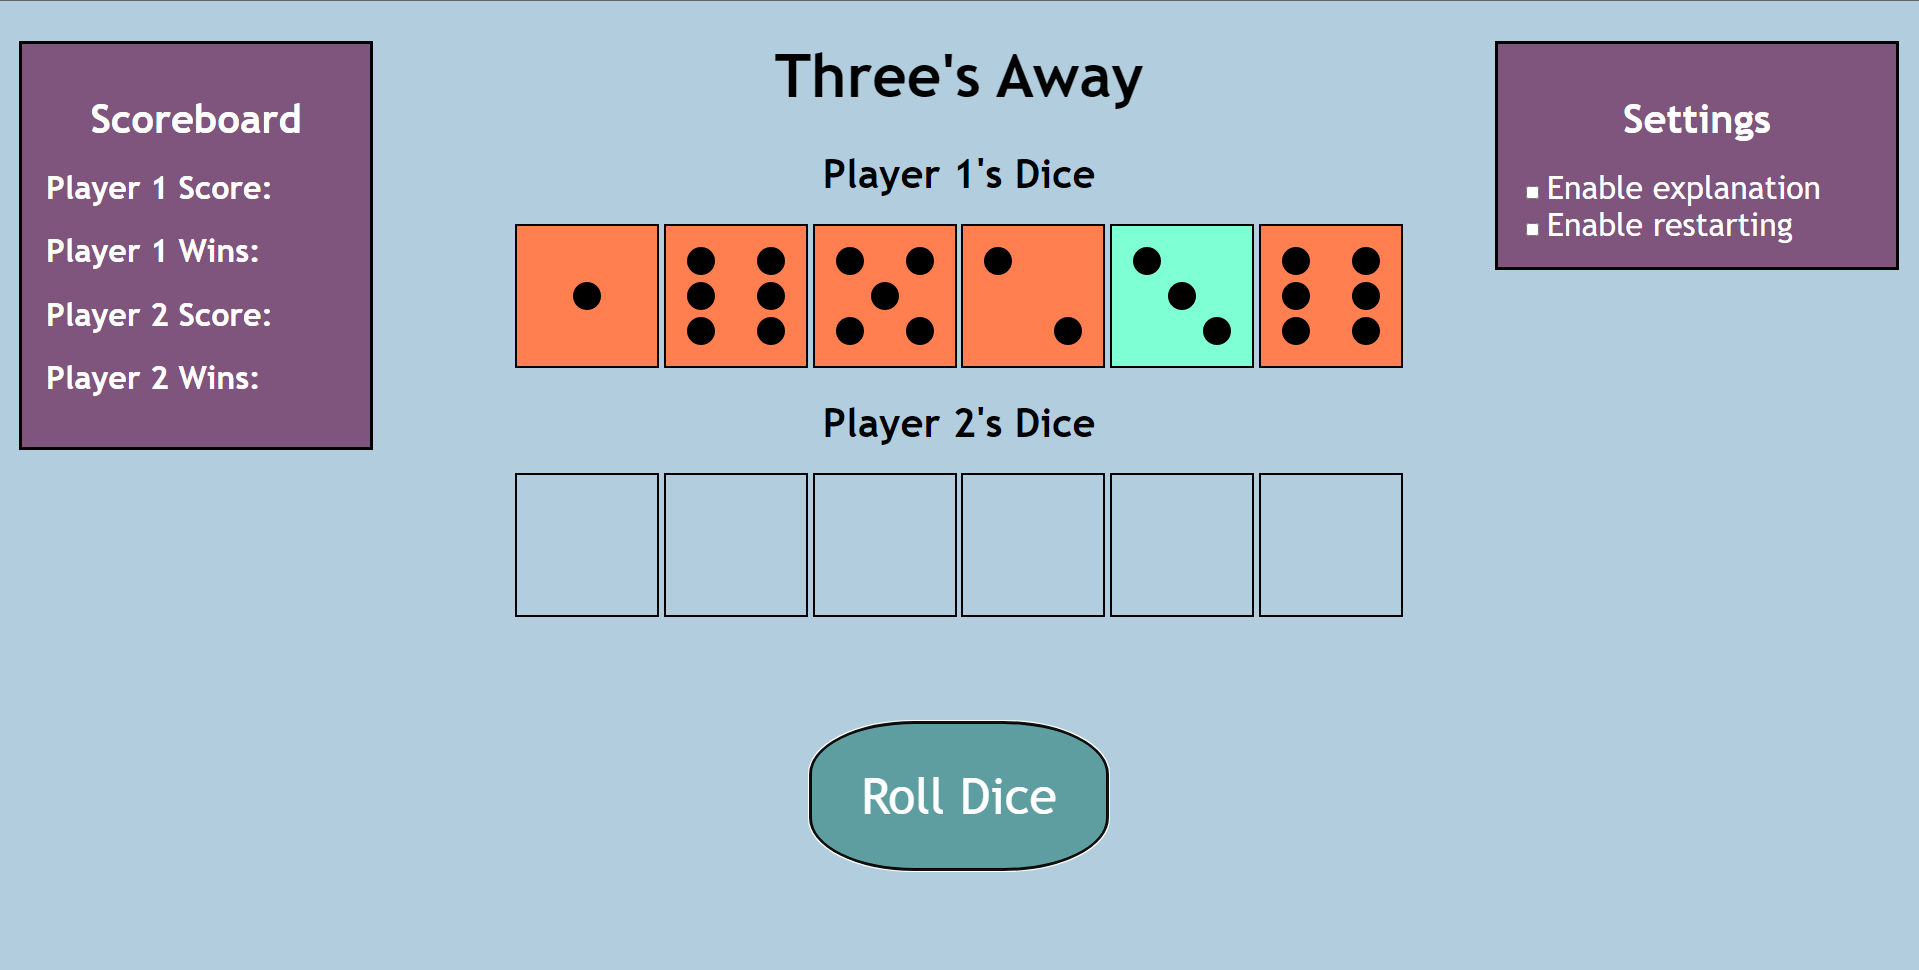 Three's Away
Scoreboard
Player 1 Score:
Player 1 Wins:
Player 2 Score:
Player 2 Wins:
Player 1's Dice
Player 2's Dice
Roll Dice
Settings
Enable explanation
Enable restarting